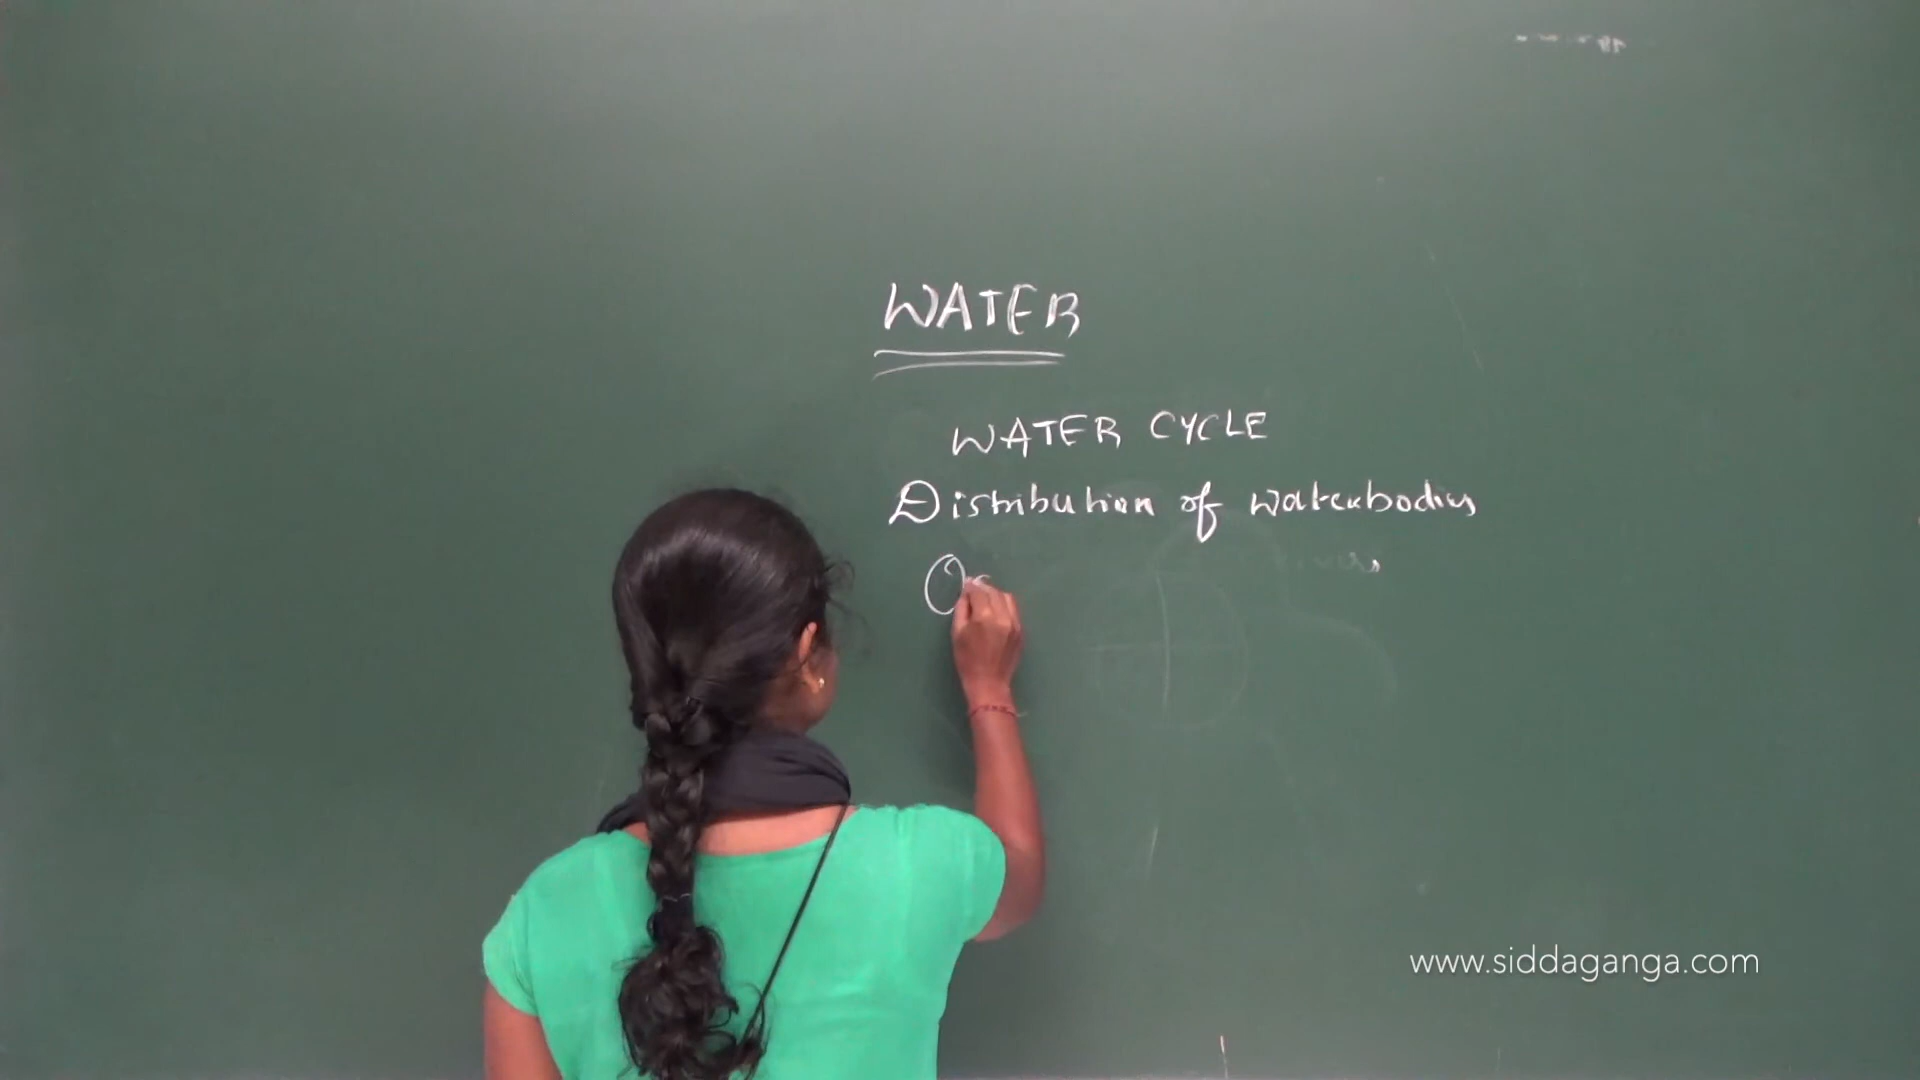 WATER
WATER CYCLE
Distribution of waterbodies
O
www.siddaganga.com